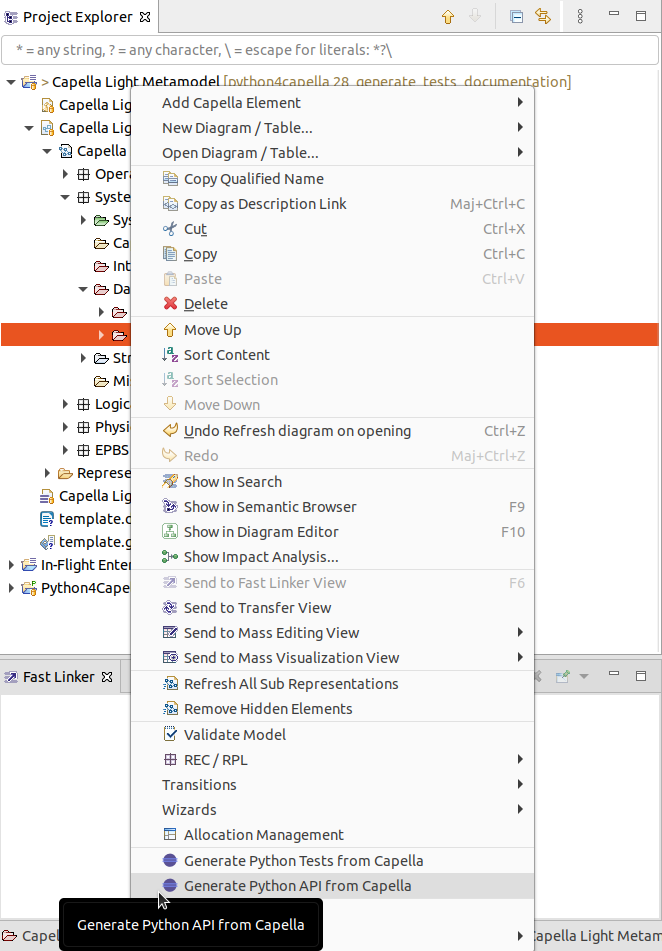 Project Explorer
* = any string, ? = any character, \ = escape for literals: *?\
> Capella Light Metamodel [python4capella 28_generate_tests_documentation]
Capella Lig
Capella Lig
Capella
Opera
Syste
Sys
Ca
Int
Da
Str
Mi
Logic
Physi
EPBS
Represe
Capella Lig
template.d
template.g
In-Flight Enter
Python4Cape
Add Capella Element
New Diagram / Table...
Open Diagram / Table...
Copy Qualified Name
Copy as Description Link Maj+Ctrl+C
Cut Ctrl+X
Copy Ctrl+C
Paste Ctrl+V
Delete
Move Up
Sort Content
Sort Selection
Move Down
Undo Refresh diagram on opening Ctrl+Z
Redo Maj+Ctrl+Z
Show In Search
Show in Semantic Browser F9
Show in Diagram Editor F10
Show Impact Analysis...
Send to Fast Linker View F6
Send to Transfer View
Send to Mass Editing View
Send to Mass Visualization View
Refresh All Sub Representations
Remove Hidden Elements
Validate Model
REC / RPL
Transitions
Wizards
Allocation Management
Generate Python Tests from Capella
Generate Python API from Capella
Fast Linker
Generate Python API from Capella
Capel
Capella Light Metam